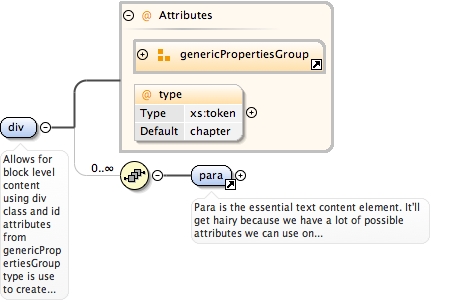 @ Attributes
genericPropertiesGroup
@ type
Type xs:token
Default chapter
div
Allows for
block level
content
using div
class and id
attributes
from
genericProp
ertiesGroup
type is use
to create...
0..∞
para
Para is the essential text content element. It'll
get hairy because we have a lot of possible
attributes we can use on...